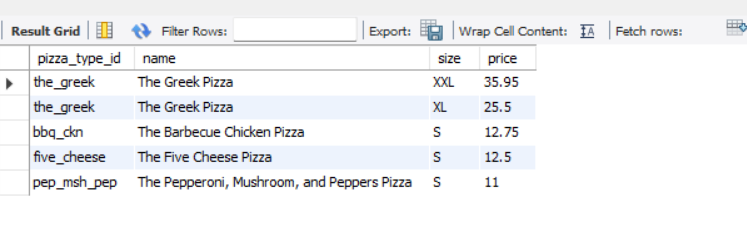 Result Grid Filter Rows: Export: Wrap Cell Content: IA Fetch rows:
pizza_type_id name size price
the_greek The Greek Pizza XXL 35.95
the_greek The Greek Pizza XL 25.5
bbq_ckn The Barbecue Chicken Pizza S 12.75
five_cheese The Five Cheese Pizza S 12.5
pep_msh_pep The Pepperoni, Mushroom, and Peppers Pizza S 11